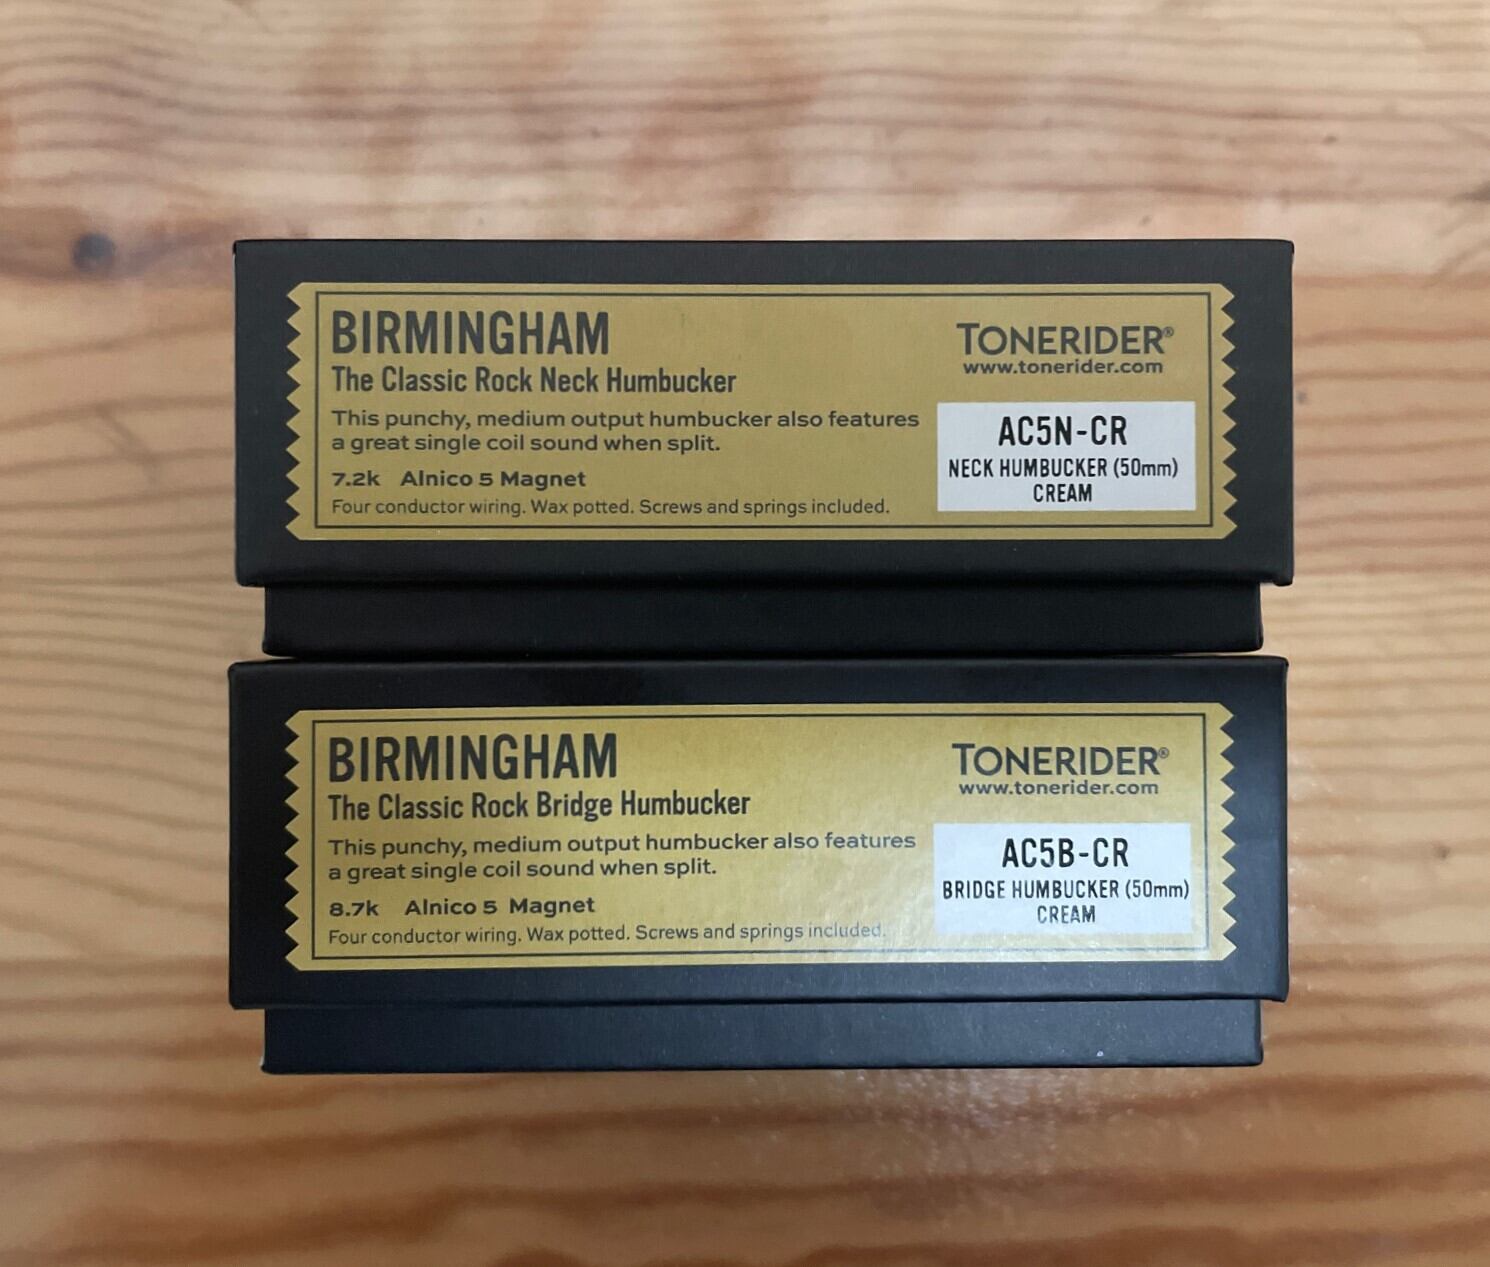 BIRMINGHAM
The Classic Rock Neck Humbucker
This punchy, medium output humbucker also features
a great single coil sound when split.
7.2k Alnico 5 Magnet
Four conductor wiring. Wax potted. Screws and springs included.
TONERIDER®
www.tonerider.com
AC5N-CR
NECK HUMBUCKER (50mm)
CREAM
BIRMINGHAM
The Classic Rock Bridge Humbucker
This punchy, medium output humbucker also features
a great single coil sound when split.
8.7k Alnico 5 Magnet
Four conductor wiring. Wax potted. Screws and springs included.
TONERIDER®
www.tonerider.com
AC5B-CR
BRIDGE HUMBUCKER (50mm)
CREAM